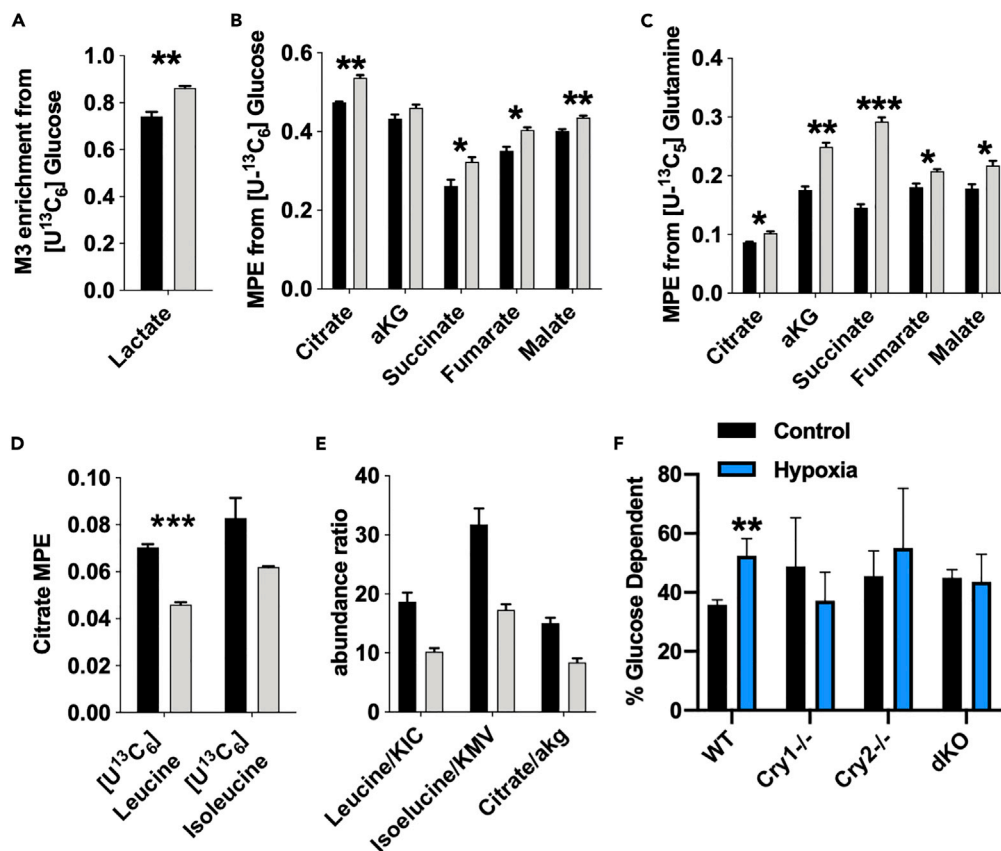 A
M3 enrichment from
[U13C6] Glucose
1.0
0.8
0.6
0.4
0.2
0.0
**
Lactate
B
MPE from [U-13C6] Glucose
0.6
0.4
0.2
0.0
**
*
*
**
Citrate
aKG
Succinate
Fumarate
Malate
C
MPE from [U-13C5] Glutamine
0.4
0.3
0.2
0.1
0.0
*
**
***
*
*
Citrate
aKG
Succinate
Fumarate
Malate
D
Citrate MPE
0.10
0.08
0.06
0.04
0.02
0.00
***
[U13C6]
Leucine
[U13C6]
Isoleucine
E
abundance ratio
40
30
20
10
0
Leucine/KIC
Isoelucine/KMV
Citrate/akg
F
Control
Hypoxia
% Glucose Dependent
80
60
40
20
0
**
WT
Cry1-/-
Cry2-/-
dKO